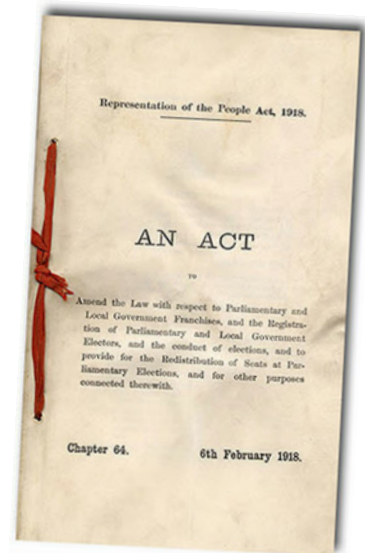 Representation of the People Act, 1918.
AN ACT
TO
Amend the Law with respect to Parliamentary and
Local Government Franchises, and the Registra-
tion of Parliamentary and Local Government
Electors, and the conduct of elections, and to
provide for the Redistribution of Seats at Par-
liamentary Elections, and for other purposes
connected therewith.
Chapter 64.
6th February 1918.